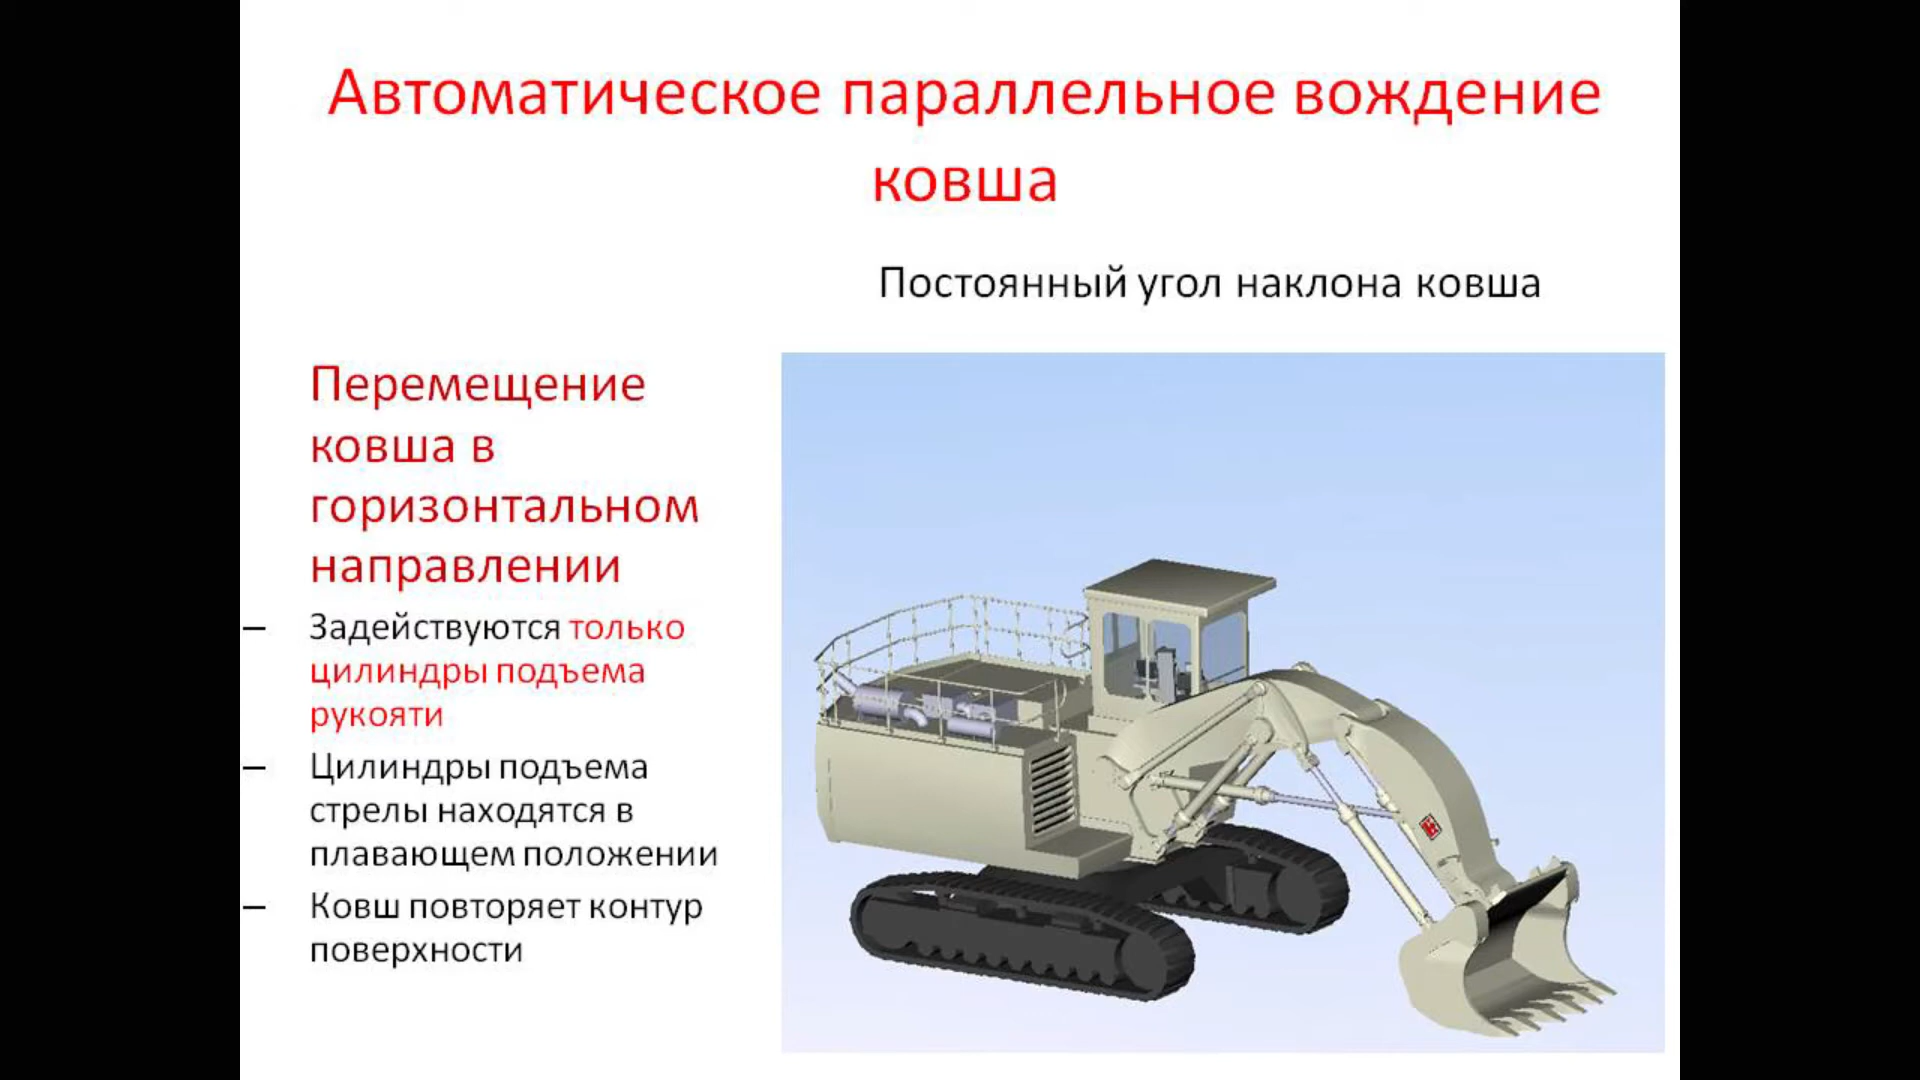 Автоматическое параллельное вождение
ковша
Постоянный угол наклона ковша
Перемещение
ковша в
горизонтальном
направлении
– Задействуются только
цилиндры подъема
рукояти
– Цилиндры подъема
стрелы находятся в
плавающем положении
– Ковш повторяет контур
поверхности